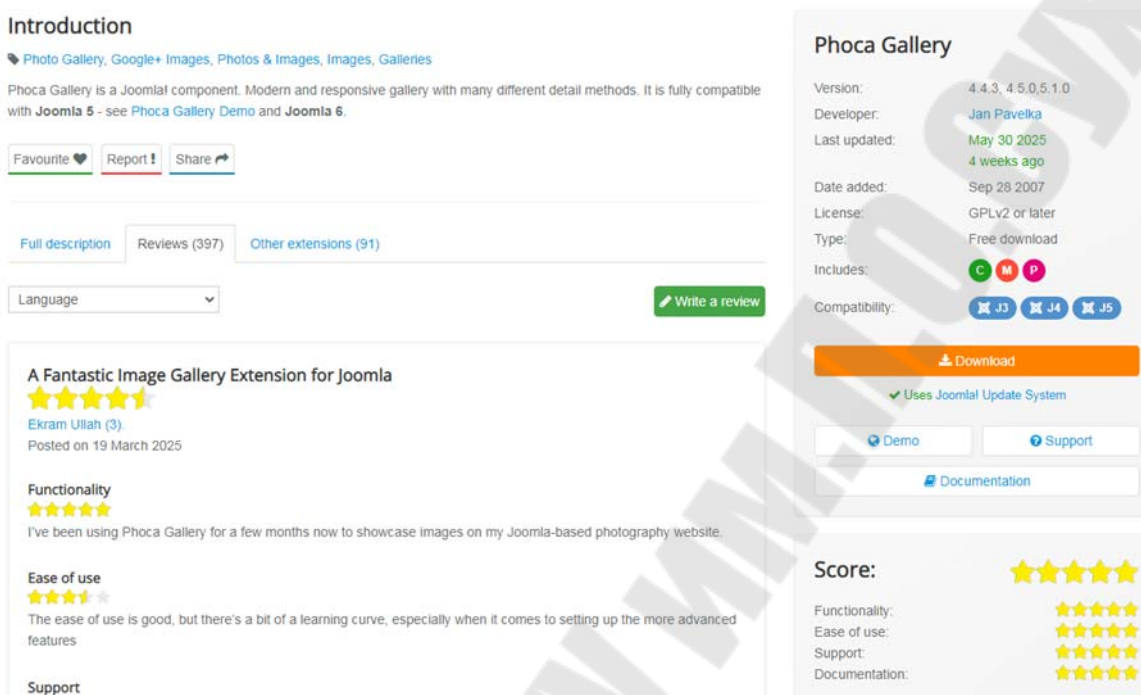 Introduction
Photo Gallery, Google+ Images, Photos & Images, Images, Galleries
Phoca Gallery is a Joomla! component. Modern and responsive gallery with many different detail methods. It is fully compatible
with Joomla 5 - see Phoca Gallery Demo and Joomla 6.
Favourite
Report !
Share
Full description
Reviews (397)
Other extensions (91)
Language
Write a review
A Fantastic Image Gallery Extension for Joomla
Ekram Ullah (3).
Posted on 19 March 2025
Functionality
I've been using Phoca Gallery for a few months now to showcase images on my Joomla-based photography website.
Ease of use
The ease of use is good, but there's a bit of a learning curve, especially when it comes to setting up the more advanced
features
Support
Phoca Gallery
Version: 4.4.3, 4.5.0,5.1.0
Developer: Jan Pavelka
Last updated: May 30 2025
4 weeks ago
Date added: Sep 28 2007
License: GPLv2 or later
Type: Free download
Includes: C M P
Compatibility: J3 J4 J5
Download
Uses Joomla! Update System
Demo
Support
Documentation
Score:
Functionality:
Ease of use:
Support:
Documentation: